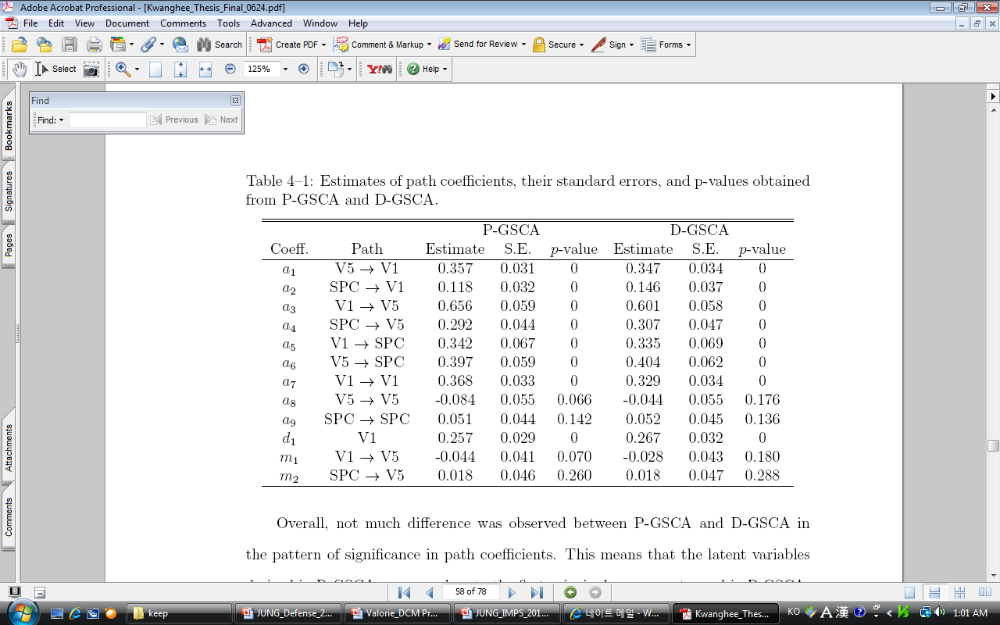 Adobe Acrobat Professional - [Kwanghee_Thesis_Final_0624.pdf]
File Edit View Document Comments Tools Advanced Window Help
Search Create PDF Comment & Markup Send for Review Secure Sign Forms
Select 125% Y! Help
Find
Find: Previous Next
Bookmarks
Signatures
Pages
Attachments
Comments
Table 4–1: Estimates of path coefficients, their standard errors, and p-values obtained
from P-GSCA and D-GSCA.
P-GSCA D-GSCA
Coeff. Path Estimate S.E. p-value Estimate S.E. p-value
a1 V5 → V1 0.357 0.031 0 0.347 0.034 0
a2 SPC → V1 0.118 0.032 0 0.146 0.037 0
a3 V1 → V5 0.656 0.059 0 0.601 0.058 0
a4 SPC → V5 0.292 0.044 0 0.307 0.047 0
a5 V1 → SPC 0.342 0.067 0 0.335 0.069 0
a6 V5 → SPC 0.397 0.059 0 0.404 0.062 0
a7 V1 → V1 0.368 0.033 0 0.329 0.034 0
a8 V5 → V5 -0.084 0.055 0.066 -0.044 0.055 0.176
a9 SPC → SPC 0.051 0.044 0.142 0.052 0.045 0.136
d1 V1 0.257 0.029 0 0.267 0.032 0
m1 V1 → V5 -0.044 0.041 0.070 -0.028 0.043 0.180
m2 SPC → V5 0.018 0.046 0.260 0.018 0.047 0.288
Overall, not much difference was observed between P-GSCA and D-GSCA in
the pattern of significance in path coefficients. This means that the latent variables
58 of 78
keep JUNG_Defense_2... Valorie_DCM Pr... JUNG_IMPS_201... 네이트 메일 - W... Kwanghee_Thes... KO 漢 1:01 AM